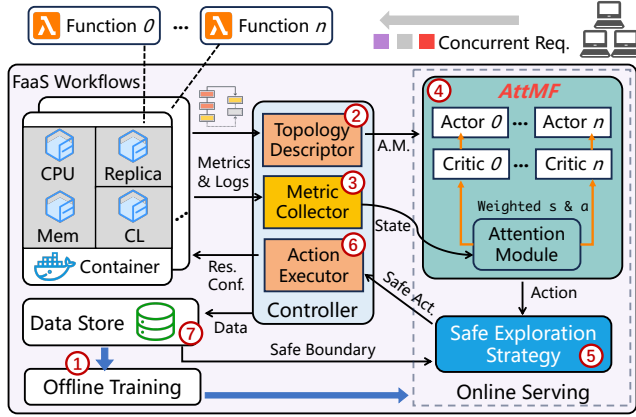 Function 0
...
Function n
Concurrent Req.
FaaS Workflows
CPU
Replica
Mem
CL
...
Container
Metrics
& Logs
Res.
Conf.
Data
2
Topology
Descriptor
3
Metric
Collector
6
Action
Executor
Controller
A.M.
State
Safe Act.
4
AttMF
Actor 0
...
Actor n
Critic 0
...
Critic n
Weighted s & a
Attention
Module
Action
Safe Exploration
Strategy
5
Online Serving
Data Store
7
Safe Boundary
1
Offline Training